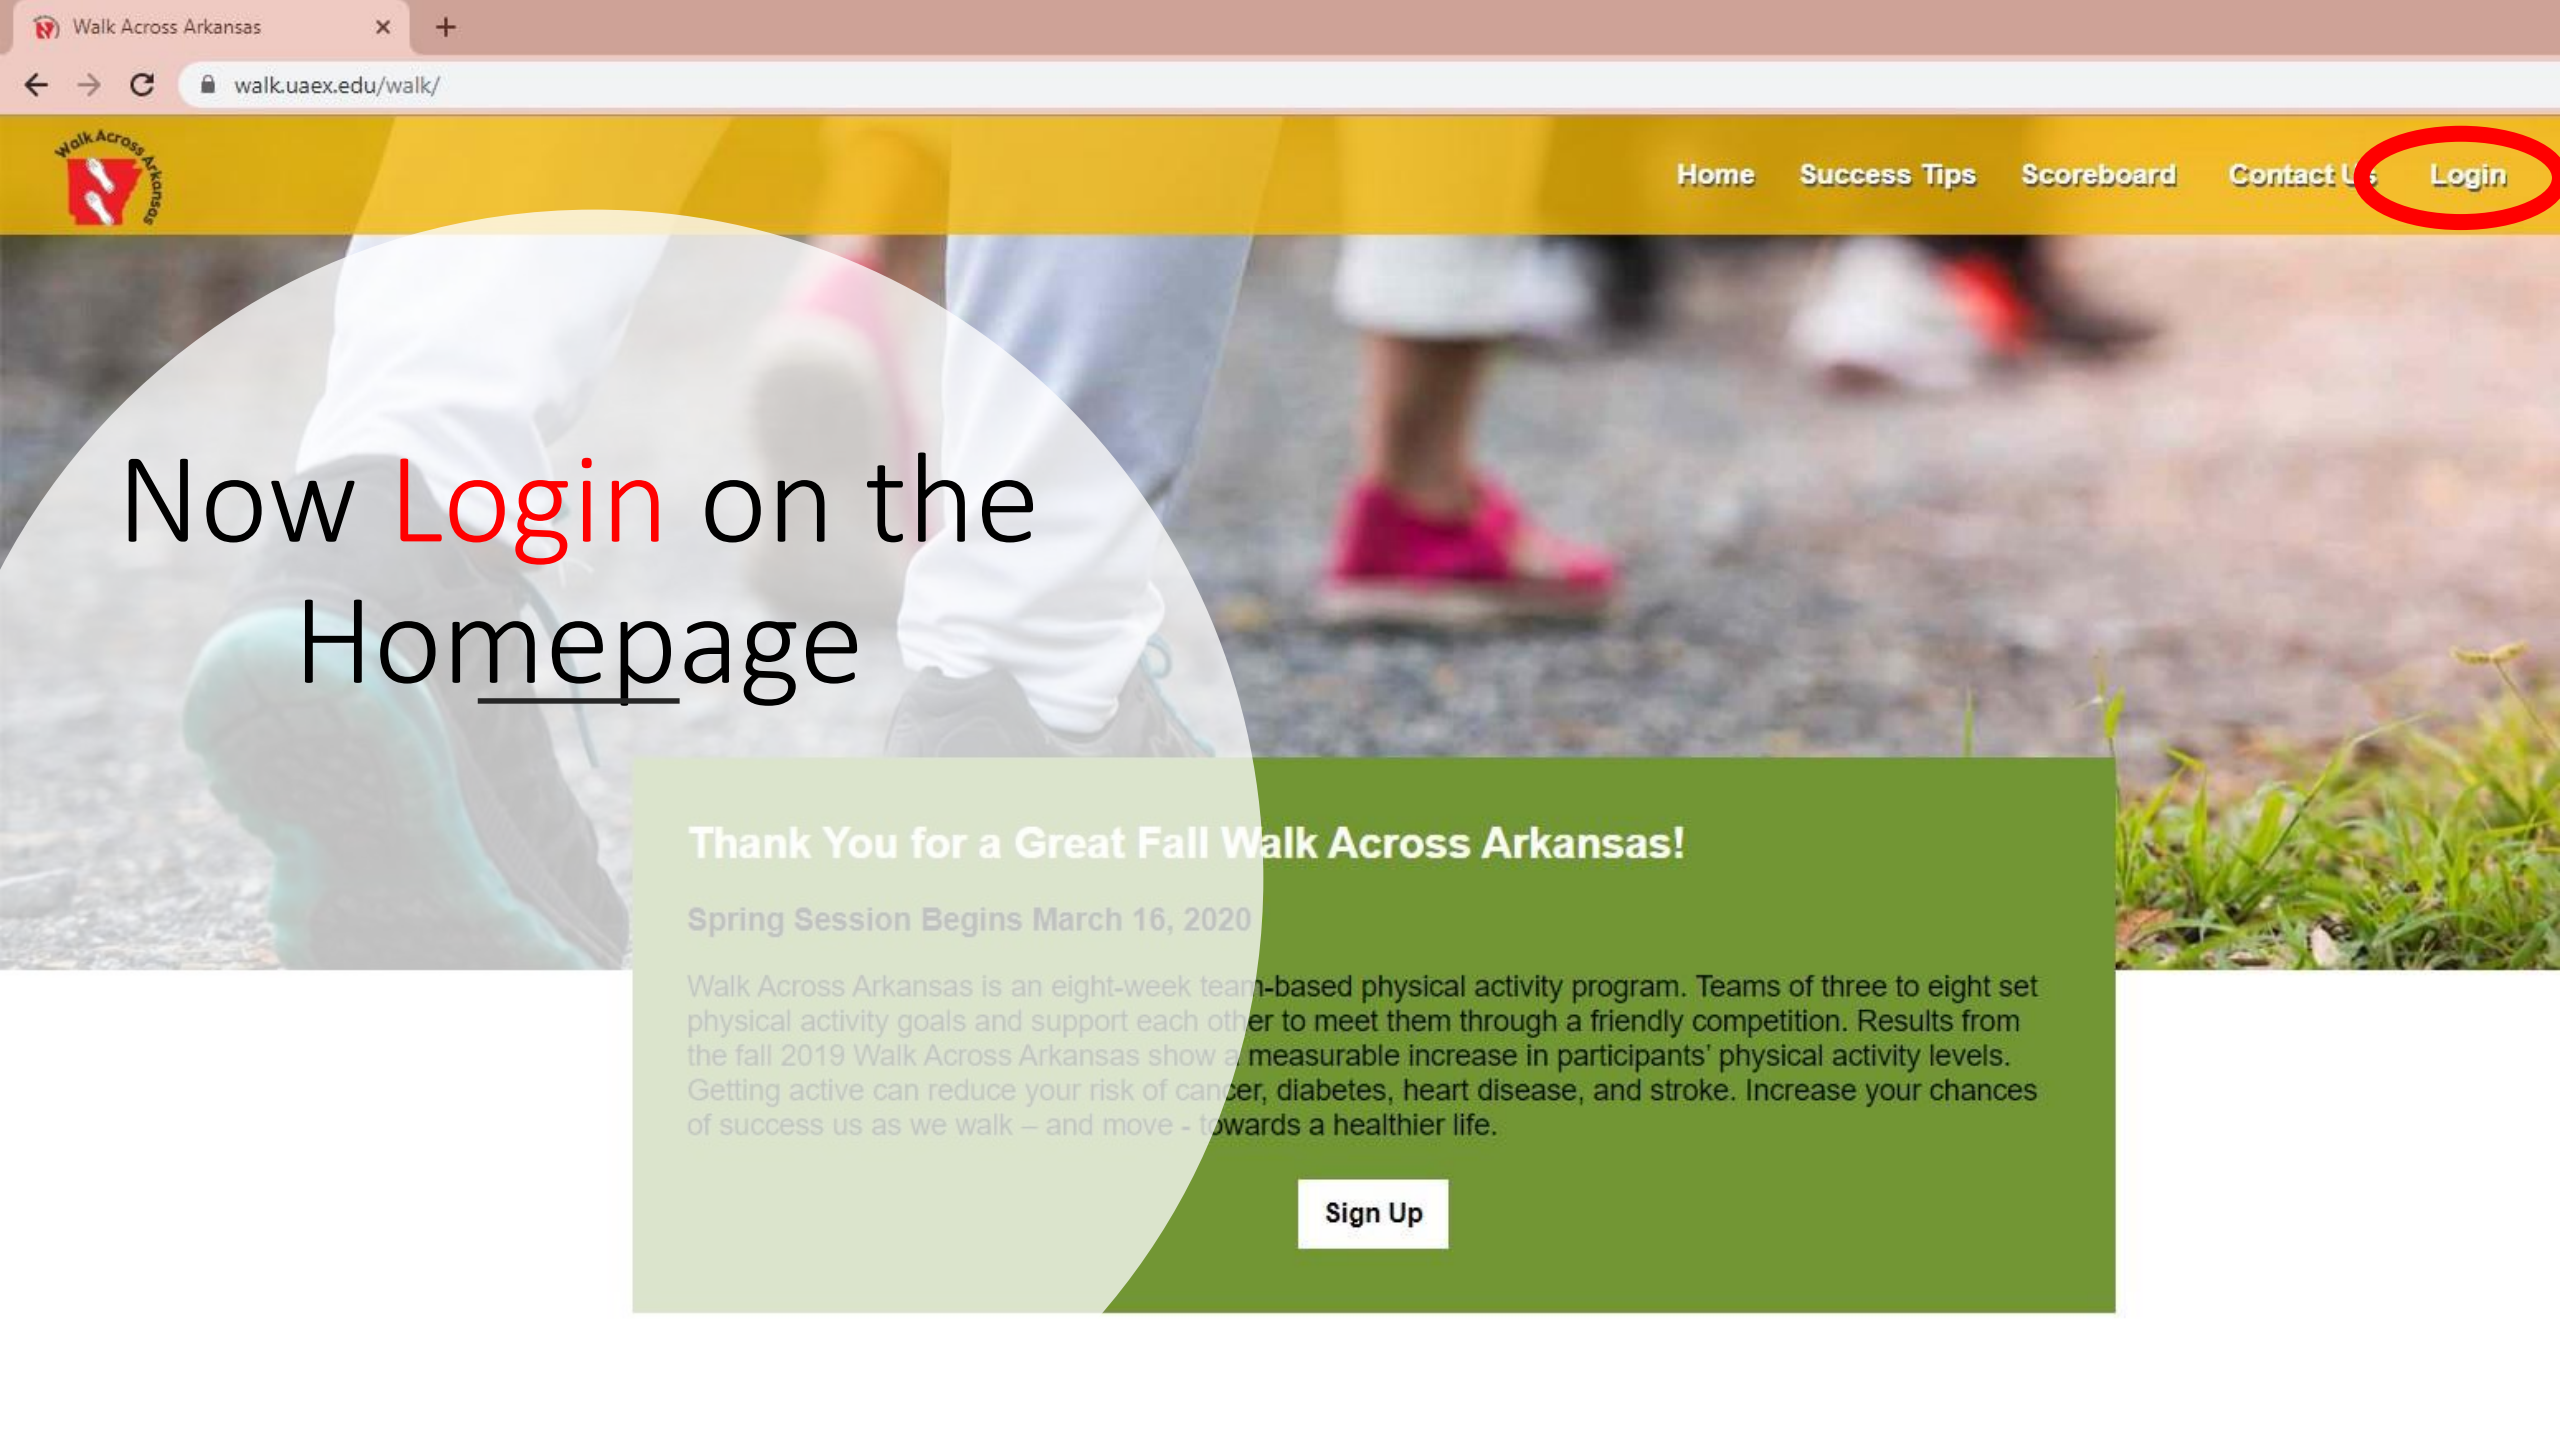 Walk Across Arkansas
walk.uaex.edu/walk/
Walk Across Arkansas
Home Success Tips Scoreboard Contact Us Login
Now Login on the
Homepage
Thank You for a Great Fall Walk Across Arkansas!
Spring Session Begins March 16, 2020
Walk Across Arkansas is an eight-week team-based physical activity program. Teams of three to eight set
physical activity goals and support each other to meet them through a friendly competition. Results from
the fall 2019 Walk Across Arkansas show a measurable increase in participants' physical activity levels.
Getting active can reduce your risk of cancer, diabetes, heart disease, and stroke. Increase your chances
of success us as we walk – and move - towards a healthier life.
Sign Up